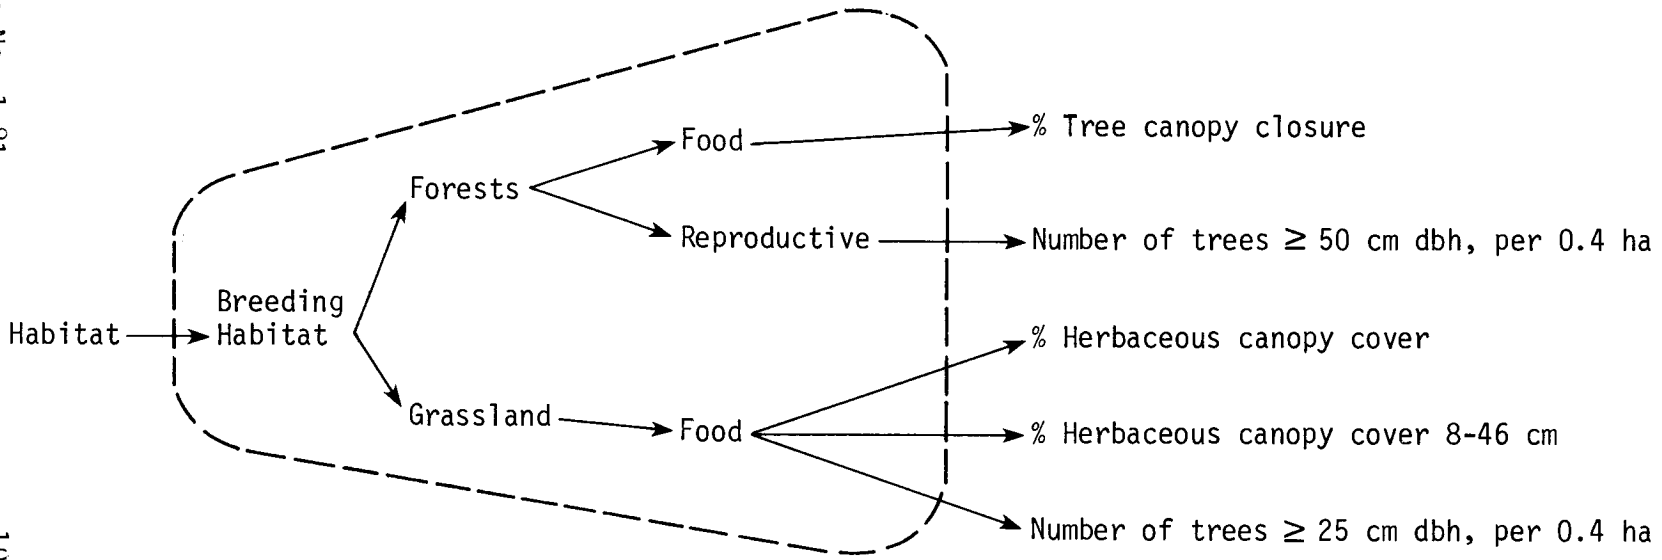 % Tree canopy closure
Food
Forests
Reproductive
Number of trees ≥ 50 cm dbh, per 0.4 ha
Breeding
Habitat
Habitat
% Herbaceous canopy cover
Grassland
Food
% Herbaceous canopy cover 8-46 cm
Number of trees ≥ 25 cm dbh, per 0.4 ha